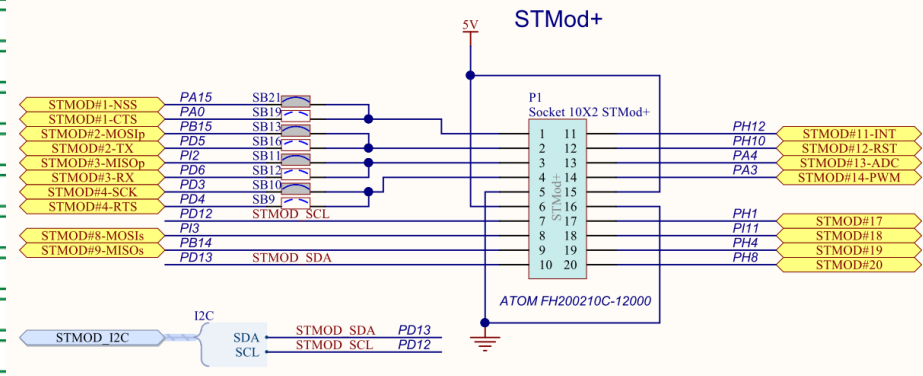 STMod+
5V
P1
Socket 10X2 STMod+
STMOD#1-NSS PA15 SB21
STMOD#1-CTS PA0 SB19
STMOD#2-MOSIp PB15 SB13
STMOD#2-TX PD5 SB16
STMOD#3-MISOp PI2 SB11
STMOD#3-RX PD6 SB12
STMOD#4-SCK PD3 SB10
STMOD#4-RTS PD4 SB9
PD12 STMOD_SCL
STMOD#8-MOSIs PI3
STMOD#9-MISOs PB14
PD13 STMOD_SDA
1 11 PH12 STMOD#11-INT
2 12 PH10 STMOD#12-RST
3 13 PA4 STMOD#13-ADC
4 14 PA3 STMOD#14-PWM
5 15
6 16
7 17 PH1 STMOD#17
8 18 PI11 STMOD#18
9 19 PH4 STMOD#19
10 20 PH8 STMOD#20
STMod+
ATOM FH200210C-12000
I2C
STMOD_I2C
SDA STMOD_SDA PD13
SCL STMOD_SCL PD12